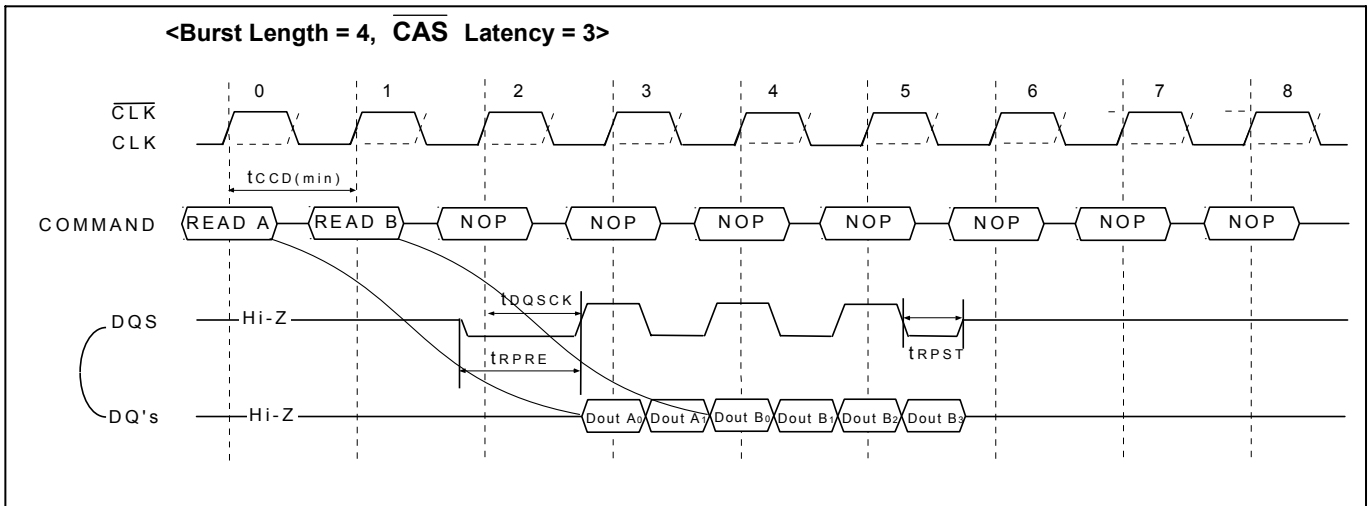 <Burst Length = 4, CAS Latency = 3>
0 1 2 3 4 5 6 7 8
CLK
CLK
tCCD(min)
COMMAND READ A READ B NOP NOP NOP NOP NOP NOP NOP
tDQSCK
DQS Hi-Z
tRPRE tRPST
DQ's Hi-Z Dout A0 Dout A1 Dout B0 Dout B1 Dout B2 Dout B3